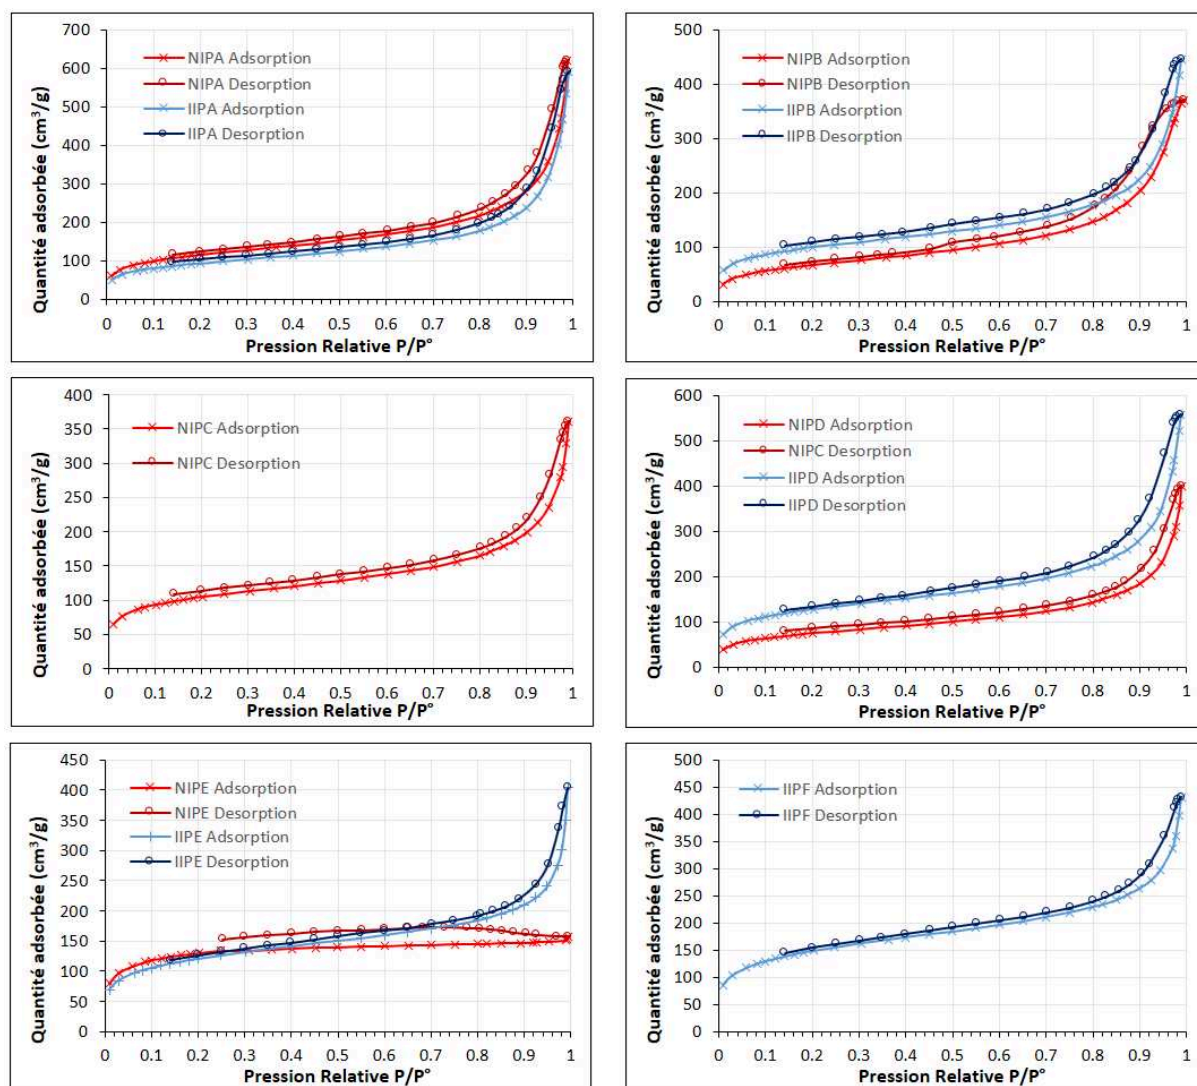 700
600
500
400
300
200
100
0
Quantité adsorbée (cm³/g)
NIPA Adsorption
NIPA Desorption
IIPA Adsorption
IIPA Desorption
0 0.1 0.2 0.3 0.4 0.5 0.6 0.7 0.8 0.9 1
Pression Relative P/P°
500
400
300
200
100
0
Quantité adsorbée (cm³/g)
NIPB Adsorption
NIPB Desorption
IIPB Adsorption
IIPB Desorption
0 0.1 0.2 0.3 0.4 0.5 0.6 0.7 0.8 0.9 1
Pression Relative P/P°
400
350
300
250
200
150
100
50
0
Quantité adsorbée (cm³/g)
NIPC Adsorption
NIPC Desorption
0 0.1 0.2 0.3 0.4 0.5 0.6 0.7 0.8 0.9 1
Pression Relative P/P°
600
500
400
300
200
100
0
Quantité adsorbée (cm³/g)
NIPD Adsorption
NIPC Desorption
IIPD Adsorption
IIPD Desorption
0 0.1 0.2 0.3 0.4 0.5 0.6 0.7 0.8 0.9 1
Pression Relative P/P°
450
400
350
300
250
200
150
100
50
0
Quantité adsorbée (cm³/g)
NIPE Adsorption
NIPE Desorption
IIPE Adsorption
IIPE Desorption
0 0.1 0.2 0.3 0.4 0.5 0.6 0.7 0.8 0.9 1
Pression Relative P/P°
500
450
400
350
300
250
200
150
100
50
0
Quantité adsorbée (cm³/g)
IIPF Adsorption
IIPF Desorption
0 0.1 0.2 0.3 0.4 0.5 0.6 0.7 0.8 0.9 1
Pression Relative P/P°